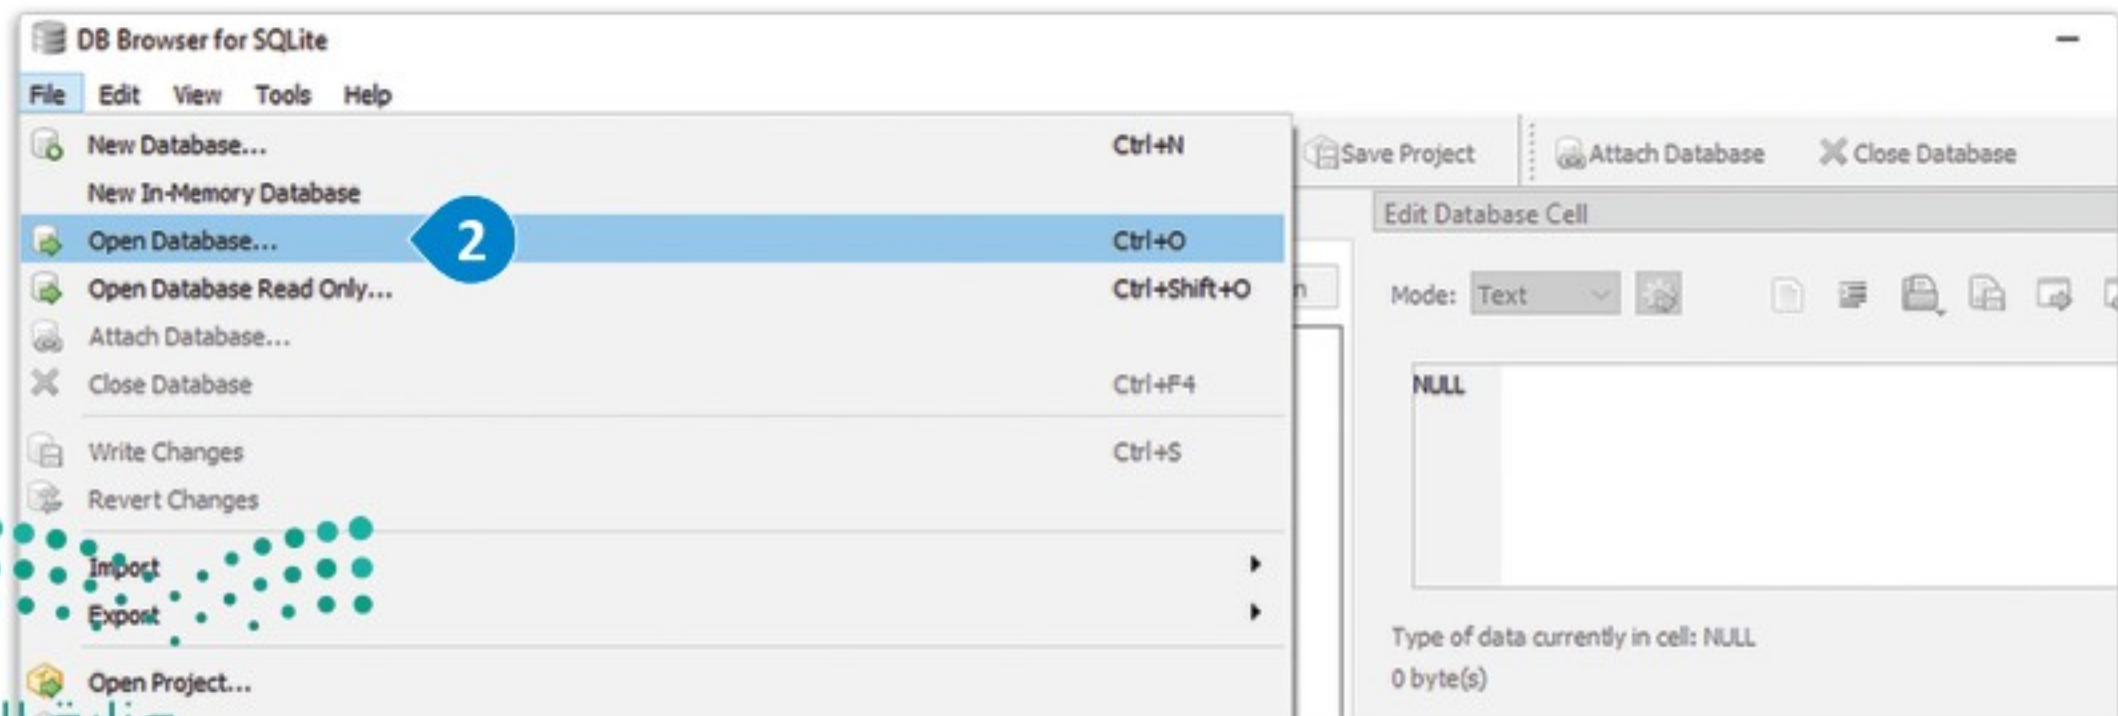 DB Browser for SQLite
File Edit View Tools Help
New Database... Ctrl+N
New In-Memory Database
Open Database... 2 Ctrl+O
Open Database Read Only... Ctrl+Shift+O
Attach Database...
Close Database Ctrl+F4
Write Changes Ctrl+S
Revert Changes
Import
Export
Open Project...
Save Project Attach Database Close Database
Edit Database Cell
Mode: Text
NULL
Type of data currently in cell: NULL
0 byte(s)